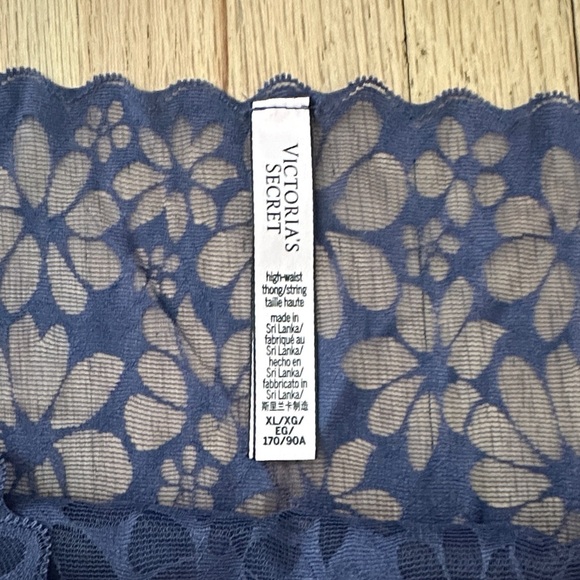 VICTORIA'S
SECRET
high-waist
thong/string
taille haute
made in
Sri Lanka/
fabriqué au
Sri Lanka/
hecho en
Sri Lanka/
fabbricato in
Sri Lanka/
斯里兰卡制造
XL/XG/
EG/
170/90A